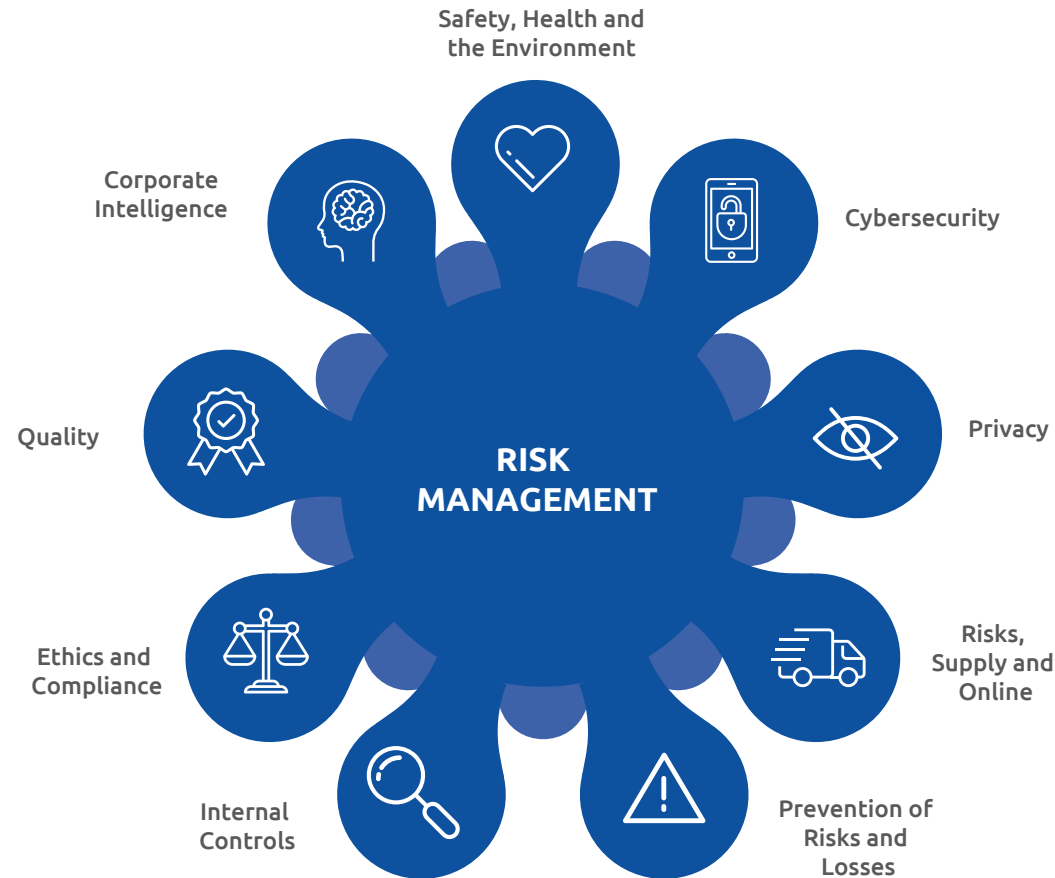 Safety, Health and
the Environment
Corporate
Intelligence
Cybersecurity
Quality
Privacy
RISK
MANAGEMENT
Ethics and
Compliance
Risks,
Supply and
Online
Internal
Controls
Prevention of
Risks and
Losses